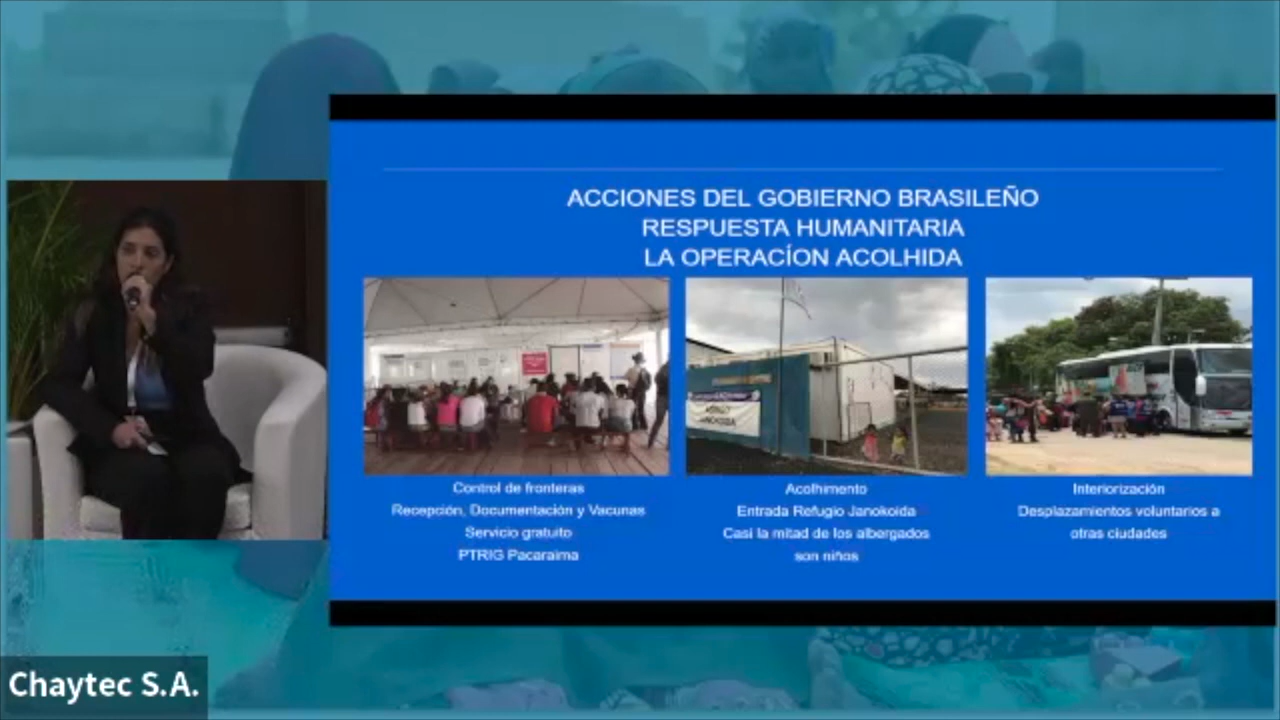 ACCIONES DEL GOBIERNO BRASILEÑO
RESPUESTA HUMANITARIA
LA OPERACÍON ACOLHIDA
Control de fronteras
Recepción, Documentación y Vacunas
Servicio gratuito
PTRIG Pacaraima
JANOKOIDA
Acolhimento
Entrada Refugio Janokoida
Casi la mitad de los albergados
son niños
Interiorización
Desplazamientos voluntarios a
otras ciudades
Chaytec S.A.